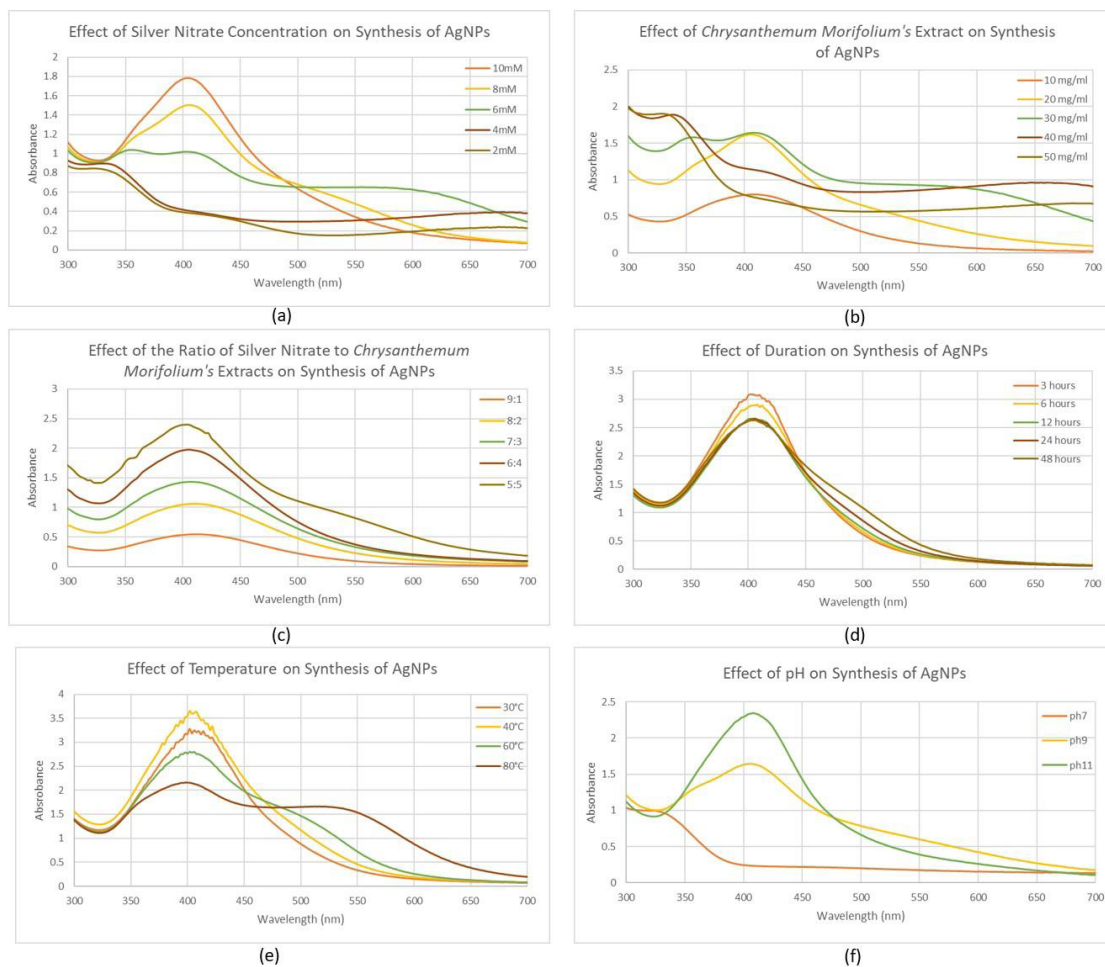 Effect of Silver Nitrate Concentration on Synthesis of AgNPs
2
1.8
1.6
1.4
1.2
1
0.8
0.6
0.4
0.2
0
Absorbance
10mM
8mM
6mM
4mM
2mM
300 350 400 450 500 550 600 650 700
Wavelength (nm)
(a)
Effect of Chrysanthemum Morifolium's Extract on Synthesis
of AgNPs
2.5
2
1.5
1
0.5
0
Absorbance
10 mg/ml
20 mg/ml
30 mg/ml
40 mg/ml
50 mg/ml
300 350 400 450 500 550 600 650 700
Wavelength (nm)
(b)
Effect of the Ratio of Silver Nitrate to Chrysanthemum
Morifolium's Extracts on Synthesis of AgNPs
3
2.5
2
1.5
1
0.5
0
Absorbance
9:1
8:2
7:3
6:4
5:5
300 350 400 450 500 550 600 650 700
Wavelength (nm)
(c)
Effect of Duration on Synthesis of AgNPs
3.5
3
2.5
2
1.5
1
0.5
0
Absorbance
3 hours
6 hours
12 hours
24 hours
48 hours
300 350 400 450 500 550 600 650 700
Wavelength (nm)
(d)
Effect of Temperature on Synthesis of AgNPs
4
3.5
3
2.5
2
1.5
1
0.5
0
Absrobance
30°C
40°C
60°C
80°C
300 350 400 450 500 550 600 650 700
Wavelength (nm)
(e)
Effect of pH on Synthesis of AgNPs
2.5
2
1.5
1
0.5
0
Absorbance
ph7
ph9
ph11
300 350 400 450 500 550 600 650 700
Wavelength (nm)
(f)